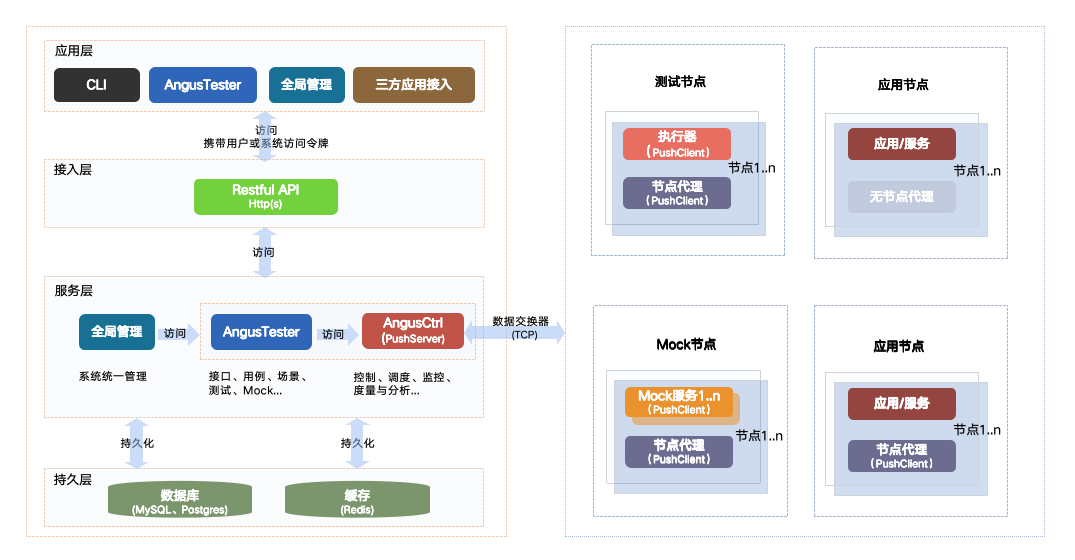 应用层
CLI
AngusTester
全局管理
三方应用接入
访问
携带用户或系统访问令牌
接入层
Restful API
Http(s)
访问
服务层
全局管理
访问
AngusTester
访问
AngusCtrl
(PushServer)
系统统一管理
接口、用例、场景、
测试、Mock...
控制、调度、监控、
度量与分析...
持久化
持久化
持久层
数据库
(MySQL、Postgres)
缓存
(Redis)
数据交换器
(TCP)
测试节点
执行器
（PushClient）
节点代理
（PushClient）
节点1..n
应用节点
应用/服务
无节点代理
节点1..n
Mock节点
Mock服务1..n
（PushClient）
节点代理
（PushClient）
节点1..n
应用节点
应用/服务
节点代理
（PushClient）
节点1..n